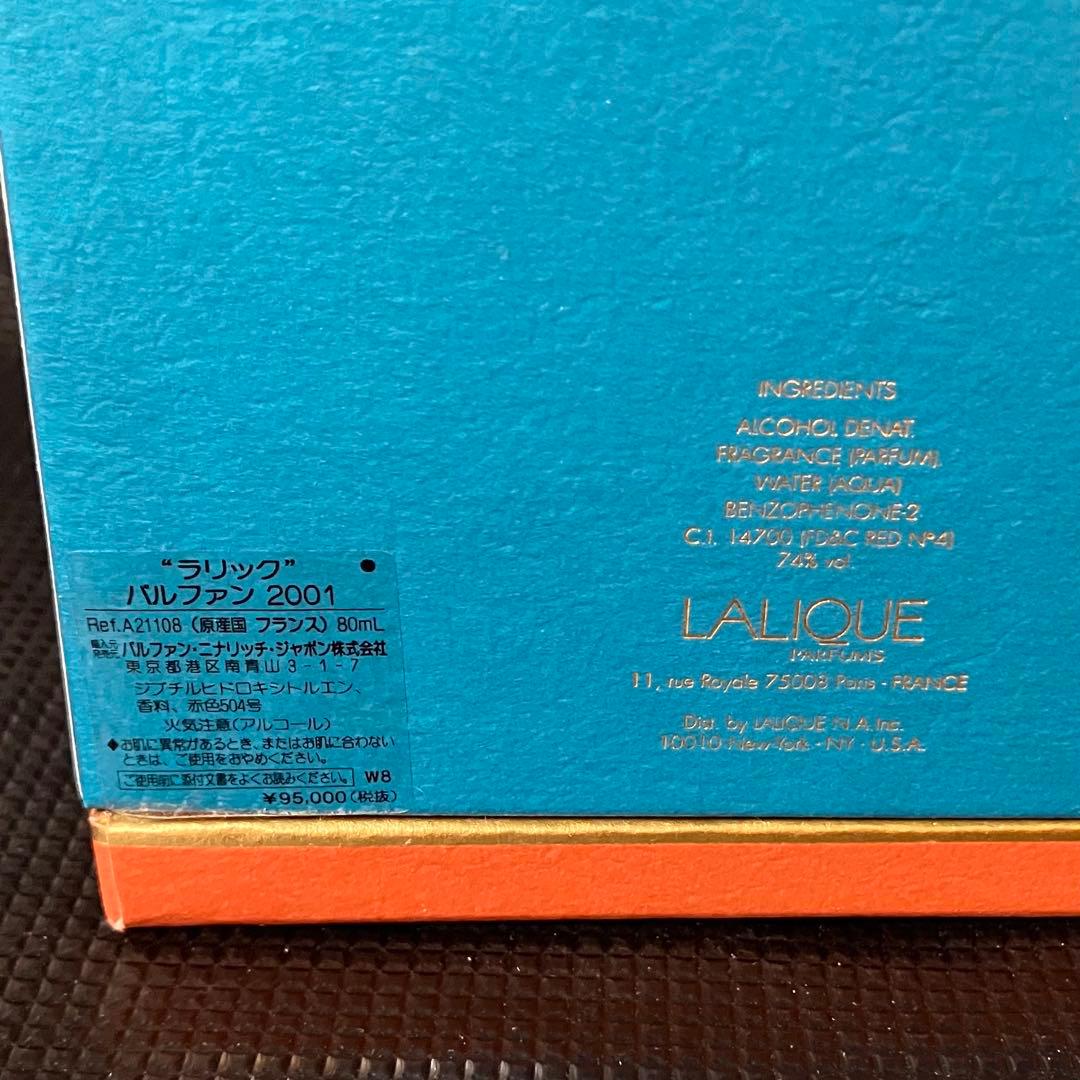 "ラリック"
パルファン 2001
Ref.A21108 (原産国 フランス) 80mL
輸入元 発売元 パルファン・ニナリッチ・ジャポン株式会社
東京都港区南青山3-1-7
ジブチルヒドロキシトルエン、
香料、赤色504号
火気注意(アルコール)
◆お肌に異常があるとき、またはお肌に合わない
ときは、ご使用をおやめください。
ご使用前に添付文書をよくお読みください。 W8
¥95,000(税抜)
INGREDIENTS
ALCOHOL DENAT.
FRAGRANCE (PARFUM),
WATER (AQUA)
BENZOPHENONE-2
C.I. 14700 (FD&C RED N°4)
74% vol.
LALIQUE
PARFUMS
11, rue Royale 75008 Paris - FRANCE
Dist. by LALIQUE N.A. Inc.
10010 New-York - NY - U.S.A.